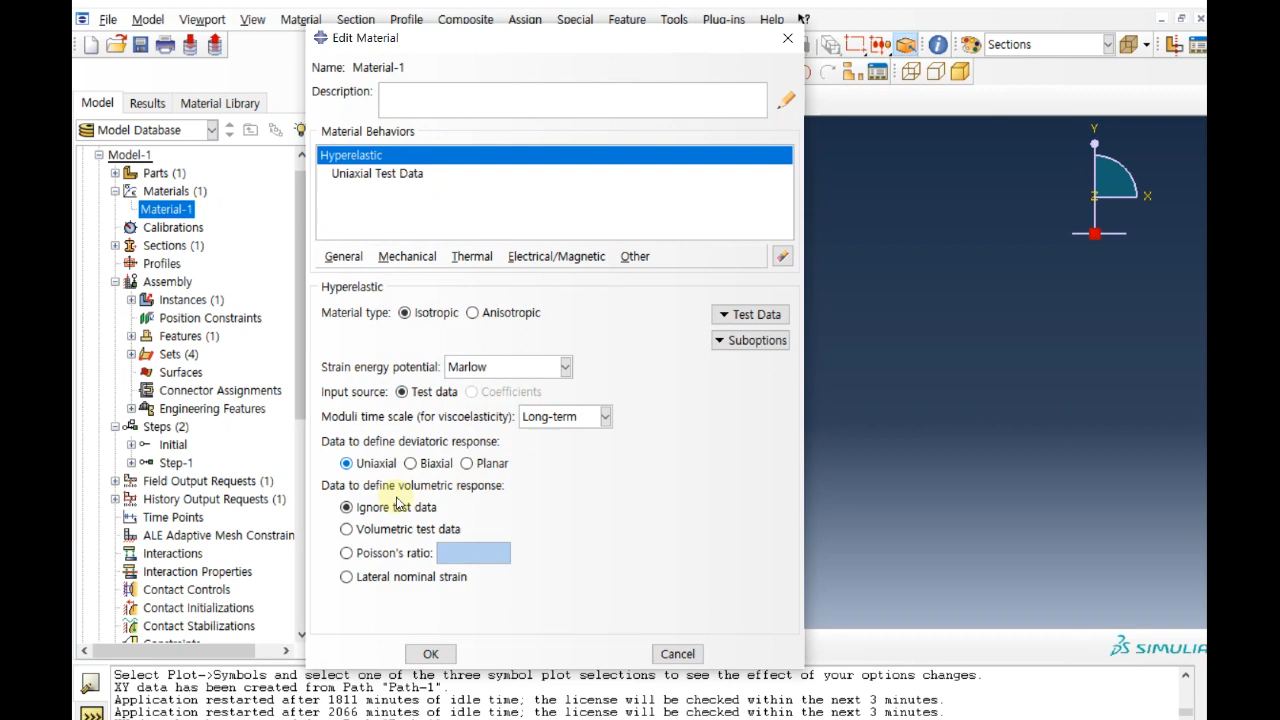 File Model Viewport View Material Section Profile Composite Assign Special Feature Tools Plug-ins Help
Edit Material
Sections
Name: Material-1
Description:
Model Results Material Library
Model Database
Material Behaviors
Hyperelastic
Uniaxial Test Data
Model-1
Parts (1)
Materials (1)
Material-1
Calibrations
Sections (1)
Profiles
Assembly
Instances (1)
Position Constraints
Features (1)
Sets (4)
Surfaces
Connector Assignments
Engineering Features
Steps (2)
Initial
Step-1
Field Output Requests (1)
History Output Requests (1)
Time Points
ALE Adaptive Mesh Constrain
Interactions
Interaction Properties
Contact Controls
Contact Initializations
Contact Stabilizations
General Mechanical Thermal Electrical/Magnetic Other
Hyperelastic
Material type: Isotropic Anisotropic
Test Data
Suboptions
Strain energy potential: Marlow
Input source: Test data Coefficients
Moduli time scale (for viscoelasticity): Long-term
Data to define deviatoric response:
Uniaxial Biaxial Planar
Data to define volumetric response:
Ignore test data
Volumetric test data
Poisson's ratio:
Lateral nominal strain
OK Cancel
Y
X
Z
SIMULIA
Select Plot->Symbols and select one of the three symbol plot selections to see the effect of your options changes.
XY data has been created from Path "Path-1".
Application restarted after 1811 minutes of idle time; the license will be checked within the next 3 minutes.
Application restarted after 2066 minutes of idle time; the license will be checked within the next 3 minutes.